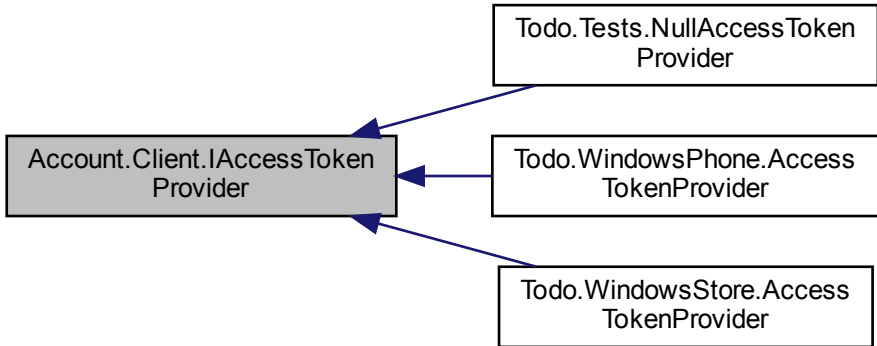 Todo.Tests.NullAccessToken
Provider
Account.Client.IAccessToken
Provider
Todo.WindowsPhone.Access
TokenProvider
Todo.WindowsStore.Access
TokenProvider